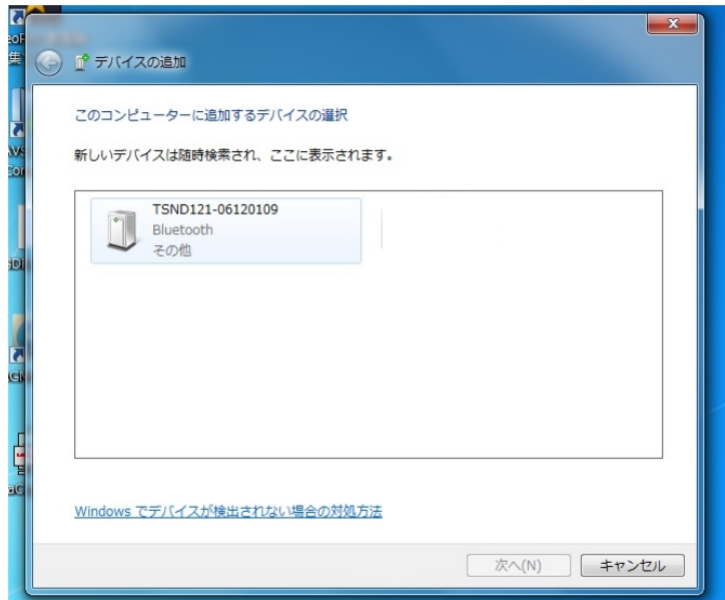 デバイスの追加
このコンピューターに追加するデバイスの選択
新しいデバイスは随時検索され、ここに表示されます。
TSND121-06120109
Bluetooth
その他
Windows でデバイスが検出されない場合の対処方法
次へ(N)
キャンセル